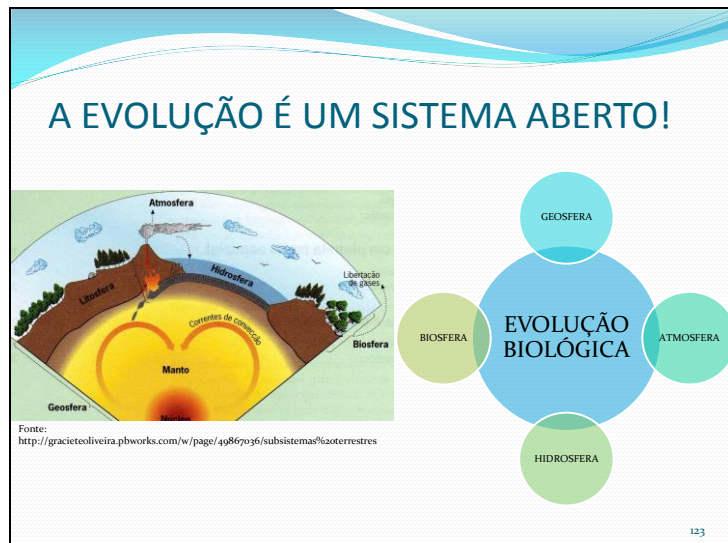 A EVOLUÇÃO É UM SISTEMA ABERTO!
Atmosfera
Hidrosfera
Litosfera
Libertação
de gases
Correntes de convecção
Biosfera
Manto
Geosfera
Núcleo
Fonte:
http://gracieteoliveira.pbworks.com/w/page/49867036/subsistemas%20terrestres
GEOSFERA
BIOSFERA
EVOLUÇÃO
BIOLÓGICA
ATMOSFERA
HIDROSFERA
123